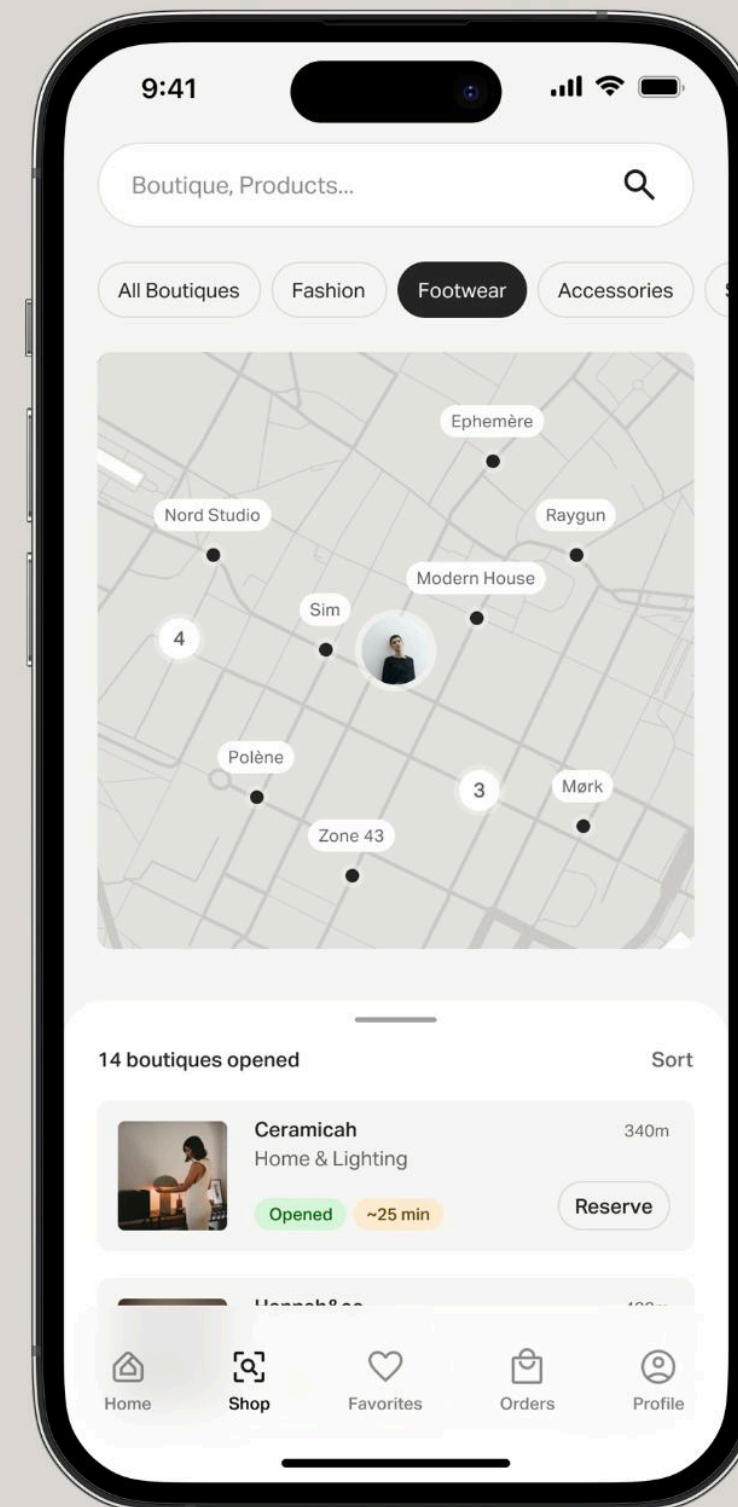 9:41
Boutique, Products...
All Boutiques Fashion Footwear Accessories
Ephemère
Nord Studio
Raygun
Modern House
Sim
4
Polène
3
Mørk
Zone 43
14 boutiques opened Sort
Ceramicah 340m
Home & Lighting
Opened ~25 min Reserve
Home Shop Favorites Orders Profile